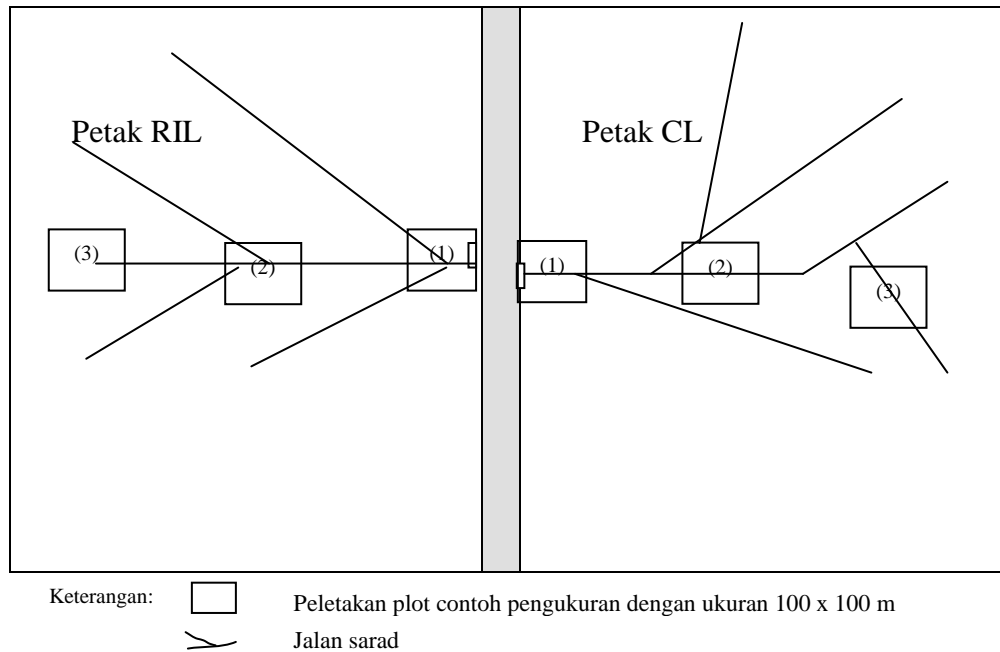 Petak RIL
Petak CL
(3)
(2)
(1)
(1)
(2)
(3)
Keterangan:
Peletakan plot contoh pengukuran dengan ukuran 100 x 100 m
Jalan sarad